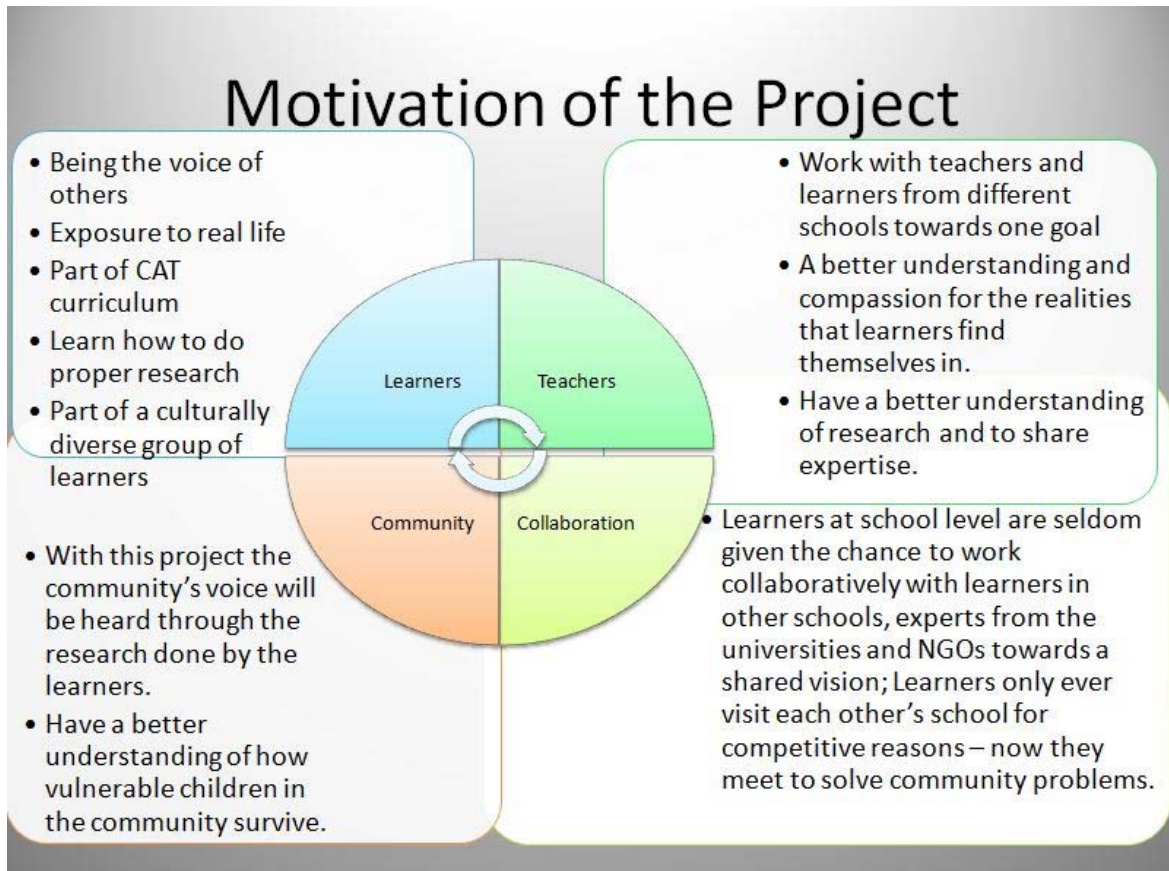 Motivation of the Project
• Being the voice of
others
• Exposure to real life
• Part of CAT
curriculum
• Learn how to do
proper research
• Part of a culturally
diverse group of
learners
• Work with teachers and
learners from different
schools towards one goal
• A better understanding and
compassion for the realities
that learners find
themselves in.
• Have a better understanding
of research and to share
expertise.
Learners
Teachers
Community
Collaboration
• With this project the
community's voice will
be heard through the
research done by the
learners.
• Have a better
understanding of how
vulnerable children in
the community survive.
• Learners at school level are seldom
given the chance to work
collaboratively with learners in
other schools, experts from the
universities and NGOs towards a
shared vision; Learners only ever
visit each other's school for
competitive reasons – now they
meet to solve community problems.